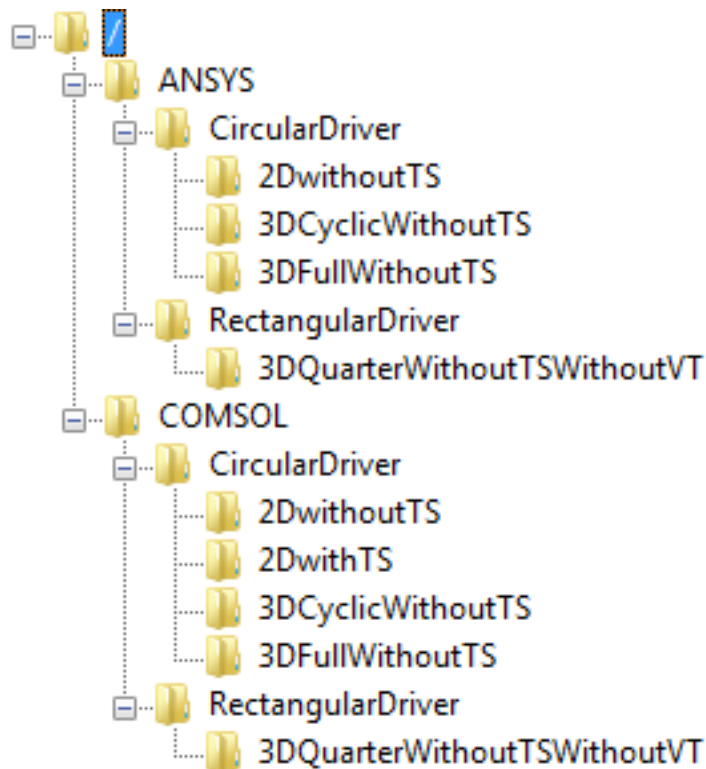 /
ANSYS
CircularDriver
2DwithoutTS
3DCyclicWithoutTS
3DFullWithoutTS
RectangularDriver
3DQuarterWithoutTSWithoutVT
COMSOL
CircularDriver
2DwithoutTS
2DwithTS
3DCyclicWithoutTS
3DFullWithoutTS
RectangularDriver
3DQuarterWithoutTSWithoutVT